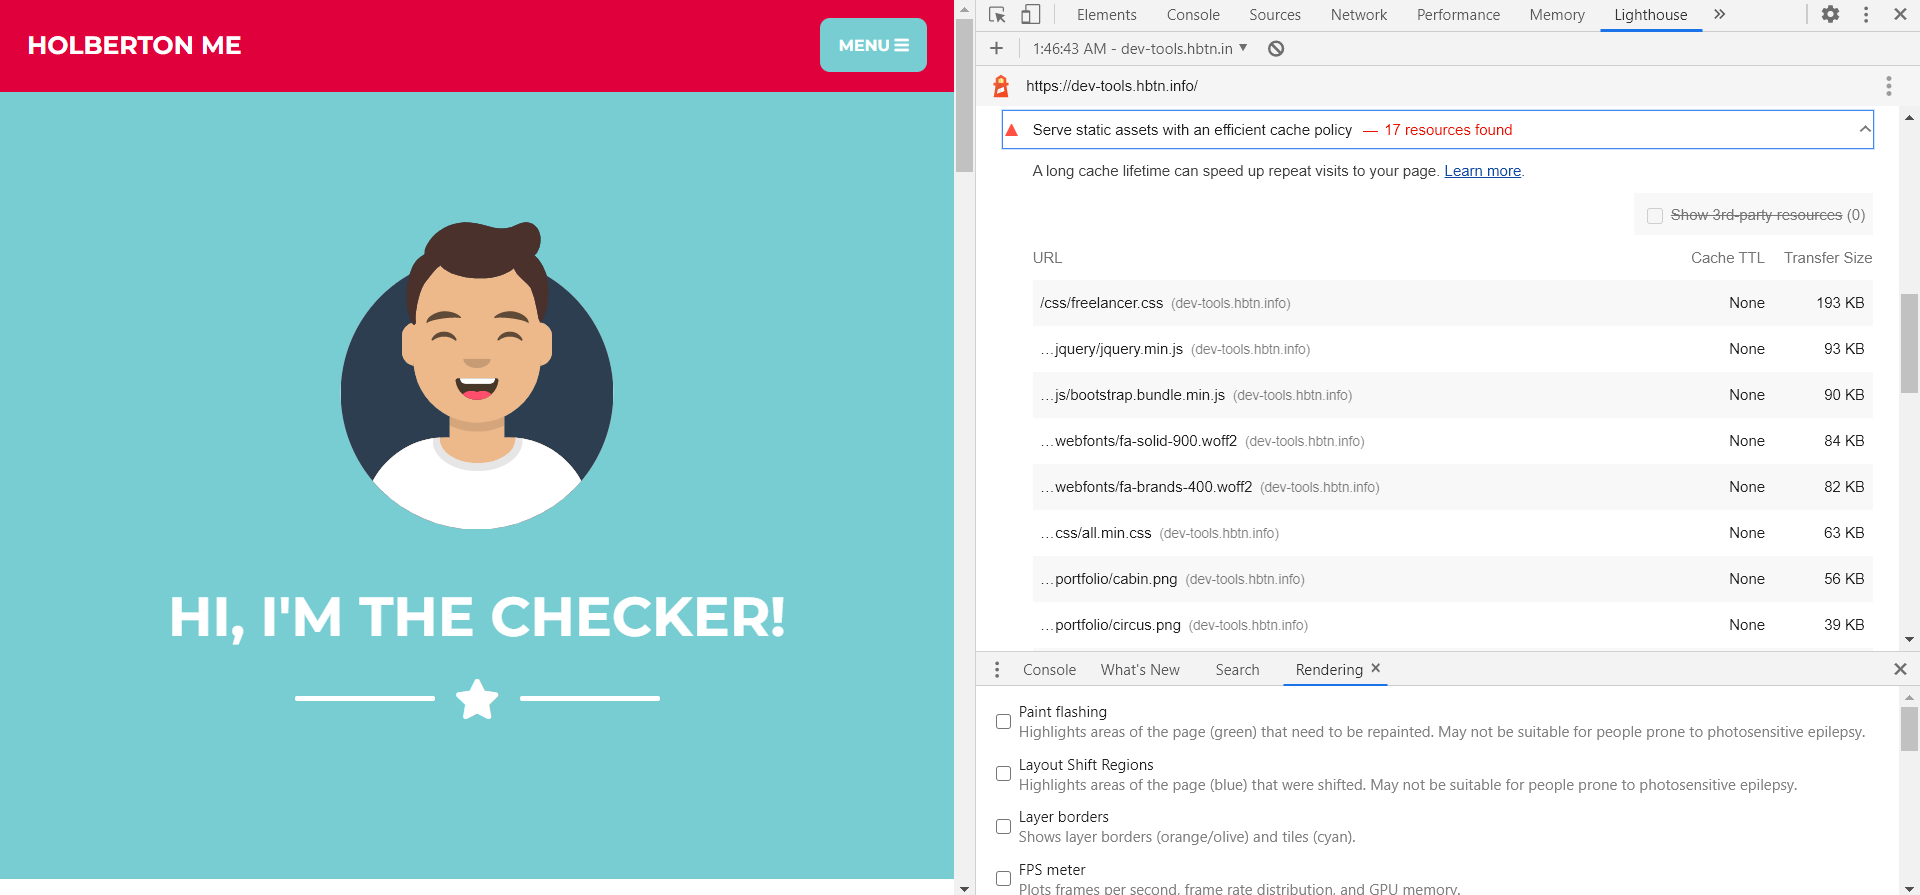 HOLBERTON ME
MENU
HI, I'M THE CHECKER!
Elements Console Sources Network Performance Memory Lighthouse »
1:46:43 AM - dev-tools.hbtn.in
https://dev-tools.hbtn.info/
Serve static assets with an efficient cache policy — 17 resources found
A long cache lifetime can speed up repeat visits to your page. Learn more.
Show 3rd-party resources (0)
URL Cache TTL Transfer Size
/css/freelancer.css (dev-tools.hbtn.info) None 193 KB
…jquery/jquery.min.js (dev-tools.hbtn.info) None 93 KB
…js/bootstrap.bundle.min.js (dev-tools.hbtn.info) None 90 KB
…webfonts/fa-solid-900.woff2 (dev-tools.hbtn.info) None 84 KB
…webfonts/fa-brands-400.woff2 (dev-tools.hbtn.info) None 82 KB
…css/all.min.css (dev-tools.hbtn.info) None 63 KB
…portfolio/cabin.png (dev-tools.hbtn.info) None 56 KB
…portfolio/circus.png (dev-tools.hbtn.info) None 39 KB
Console What's New Search Rendering
Paint flashing
Highlights areas of the page (green) that need to be repainted. May not be suitable for people prone to photosensitive epilepsy.
Layout Shift Regions
Highlights areas of the page (blue) that were shifted. May not be suitable for people prone to photosensitive epilepsy.
Layer borders
Shows layer borders (orange/olive) and tiles (cyan).
FPS meter
Plots frames per second, frame rate distribution, and GPU memory.